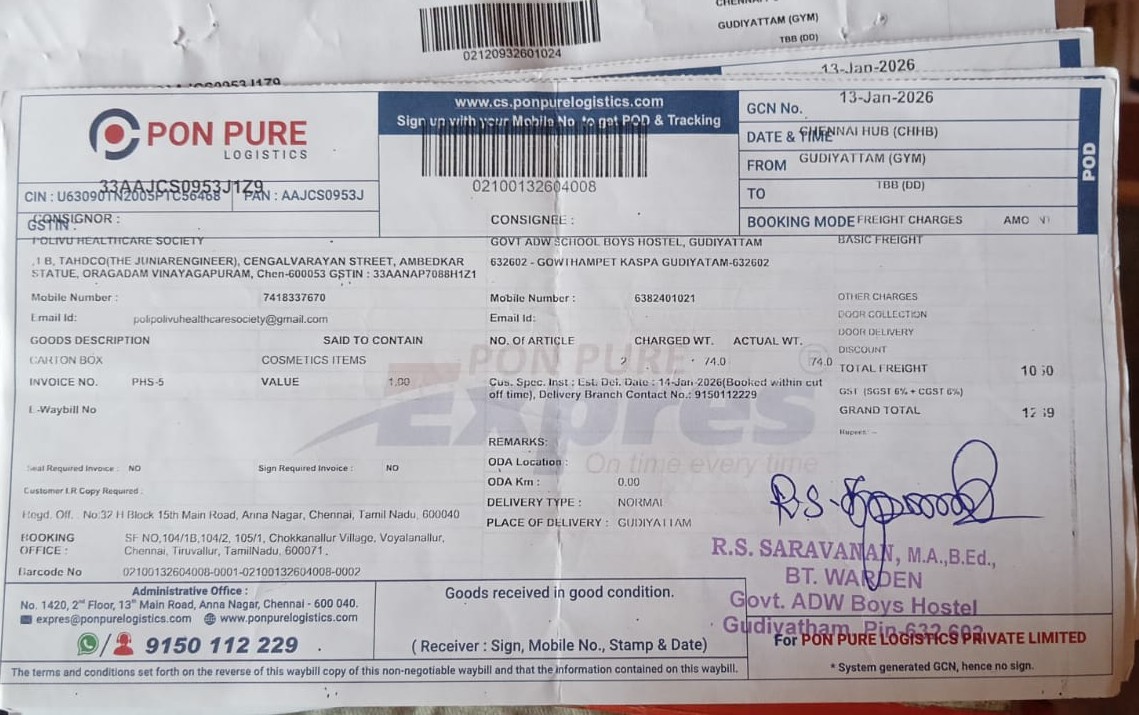 02120932601024
GUDIYATTAM (GYM)
TBB (DD)
13-Jan-2026
PON PURE
LOGISTICS
www.cs.ponpurelogistics.com
Sign up with your Mobile No. to get POD & Tracking
02100132604008
GCN No.
13-Jan-2026
DATE & TIME
CHENNAI HUB (CHHB)
FROM
GUDIYATTAM (GYM)
TO
TBB (DD)
BOOKING MODE
FREIGHT CHARGES
POD
33AAJCS0953J1Z9
CIN : U63090TN2005PTC56468
PAN : AAJCS0953J
GSTIN :
CONSIGNOR :
POLIVU HEALTHCARE SOCIETY
,1 B, TAHDCO(THE JUNIARENGINEER), CENGALVARAYAN STREET, AMBEDKAR
STATUE, ORAGADAM VINAYAGAPURAM, Chen-600053 GSTIN : 33AANAP7088H1Z1
Mobile Number : 7418337670
Email Id: polipolivuhealthcaresociety@gmail.com
CONSIGNEE :
GOVT ADW SCHOOL BOYS HOSTEL, GUDIYATTAM
632602 - GOWTHAMPET KASPA GUDIYATAM-632602
Mobile Number : 6382401021
Email Id:
BASIC FREIGHT
OTHER CHARGES
DOOR COLLECTION
DOOR DELIVERY
DISCOUNT
TOTAL FREIGHT
GST (SGST 6% + CGST 6%)
GRAND TOTAL
Rupees: --
GOODS DESCRIPTION SAID TO CONTAIN
CARTON BOX COSMETICS ITEMS
INVOICE NO. PHS-5 VALUE 1.00
E-Waybill No
NO. OF ARTICLE CHARGED WT. ACTUAL WT.
2 74.0 74.0
Cus. Spec. Inst : Est. Del. Date : 14-Jan-2026(Booked within cut
off time), Delivery Branch Contact No.: 9150112229
PON PURE
Expres
On time every time
REMARKS:
ODA Location :
ODA Km : 0.00
DELIVERY TYPE : NORMAL
PLACE OF DELIVERY : GUDIYATTAM
Seal Required Invoice : NO Sign Required Invoice : NO
Customer LR Copy Required :
Regd. Off. : No:32 H Block 15th Main Road, Anna Nagar, Chennai, Tamil Nadu, 600040
BOOKING OFFICE : SF NO,104/1B,104/2, 105/1, Chokkanallur Village, Voyalanallur,
Chennai, Tiruvallur, TamilNadu, 600071.
Barcode No 02100132604008-0001-02100132604008-0002
R.S. SARAVANAN, M.A.,B.Ed.,
BT. WARDEN
Govt. ADW Boys Hostel
Gudiyatham, Pin-632 602
Administrative Office :
No. 1420, 2nd Floor, 13th Main Road, Anna Nagar, Chennai - 600 040.
expres@ponpurelogistics.com www.ponpurelogistics.com
9150 112 229
Goods received in good condition.
( Receiver : Sign, Mobile No., Stamp & Date)
For PON PURE LOGISTICS PRIVATE LIMITED
* System generated GCN, hence no sign.
The terms and conditions set forth on the reverse of this waybill copy of this non-negotiable waybill and that the information contained on this waybill.